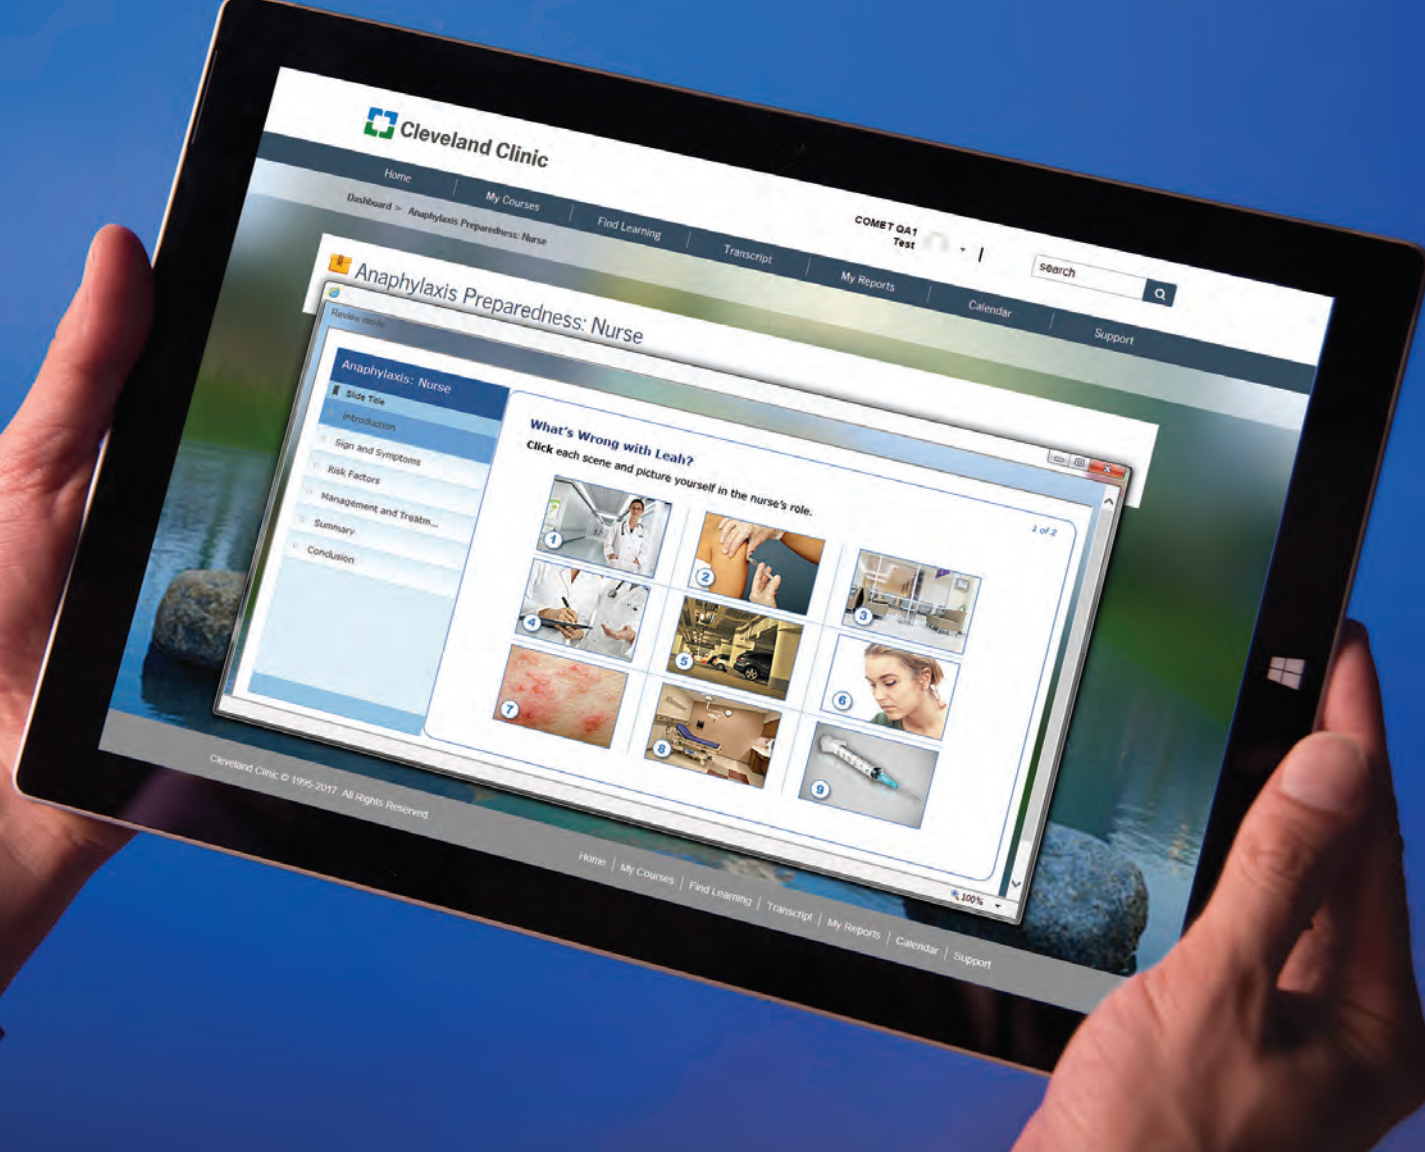 Cleveland Clinic
COMET QA1
Test
search
Home
My Courses
Find Learning
Transcript
My Reports
Calendar
Support
Dashboard > Anaphylaxis Preparedness: Nurse
Anaphylaxis Preparedness: Nurse
Review mode
Anaphylaxis: Nurse
Slide Title
Introduction
Sign and Symptoms
Risk Factors
Management and Treatm...
Summary
Conclusion
What's Wrong with Leah?
Click each scene and picture yourself in the nurse's role.
1 of 2
1
2
3
4
5
6
7
8
9
100%
Cleveland Clinic © 1995-2017. All Rights Reserved.
Home | My Courses | Find Learning | Transcript | My Reports | Calendar | Support